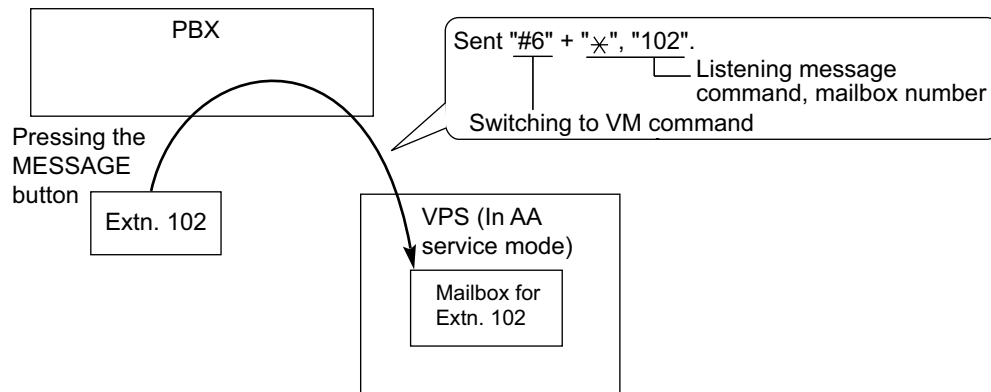 PBX
Sent "#6" + "✳", "102".
Listening message
command, mailbox number
Switching to VM command
Pressing the
MESSAGE
button
Extn. 102
VPS (In AA
service mode)
Mailbox for
Extn. 102